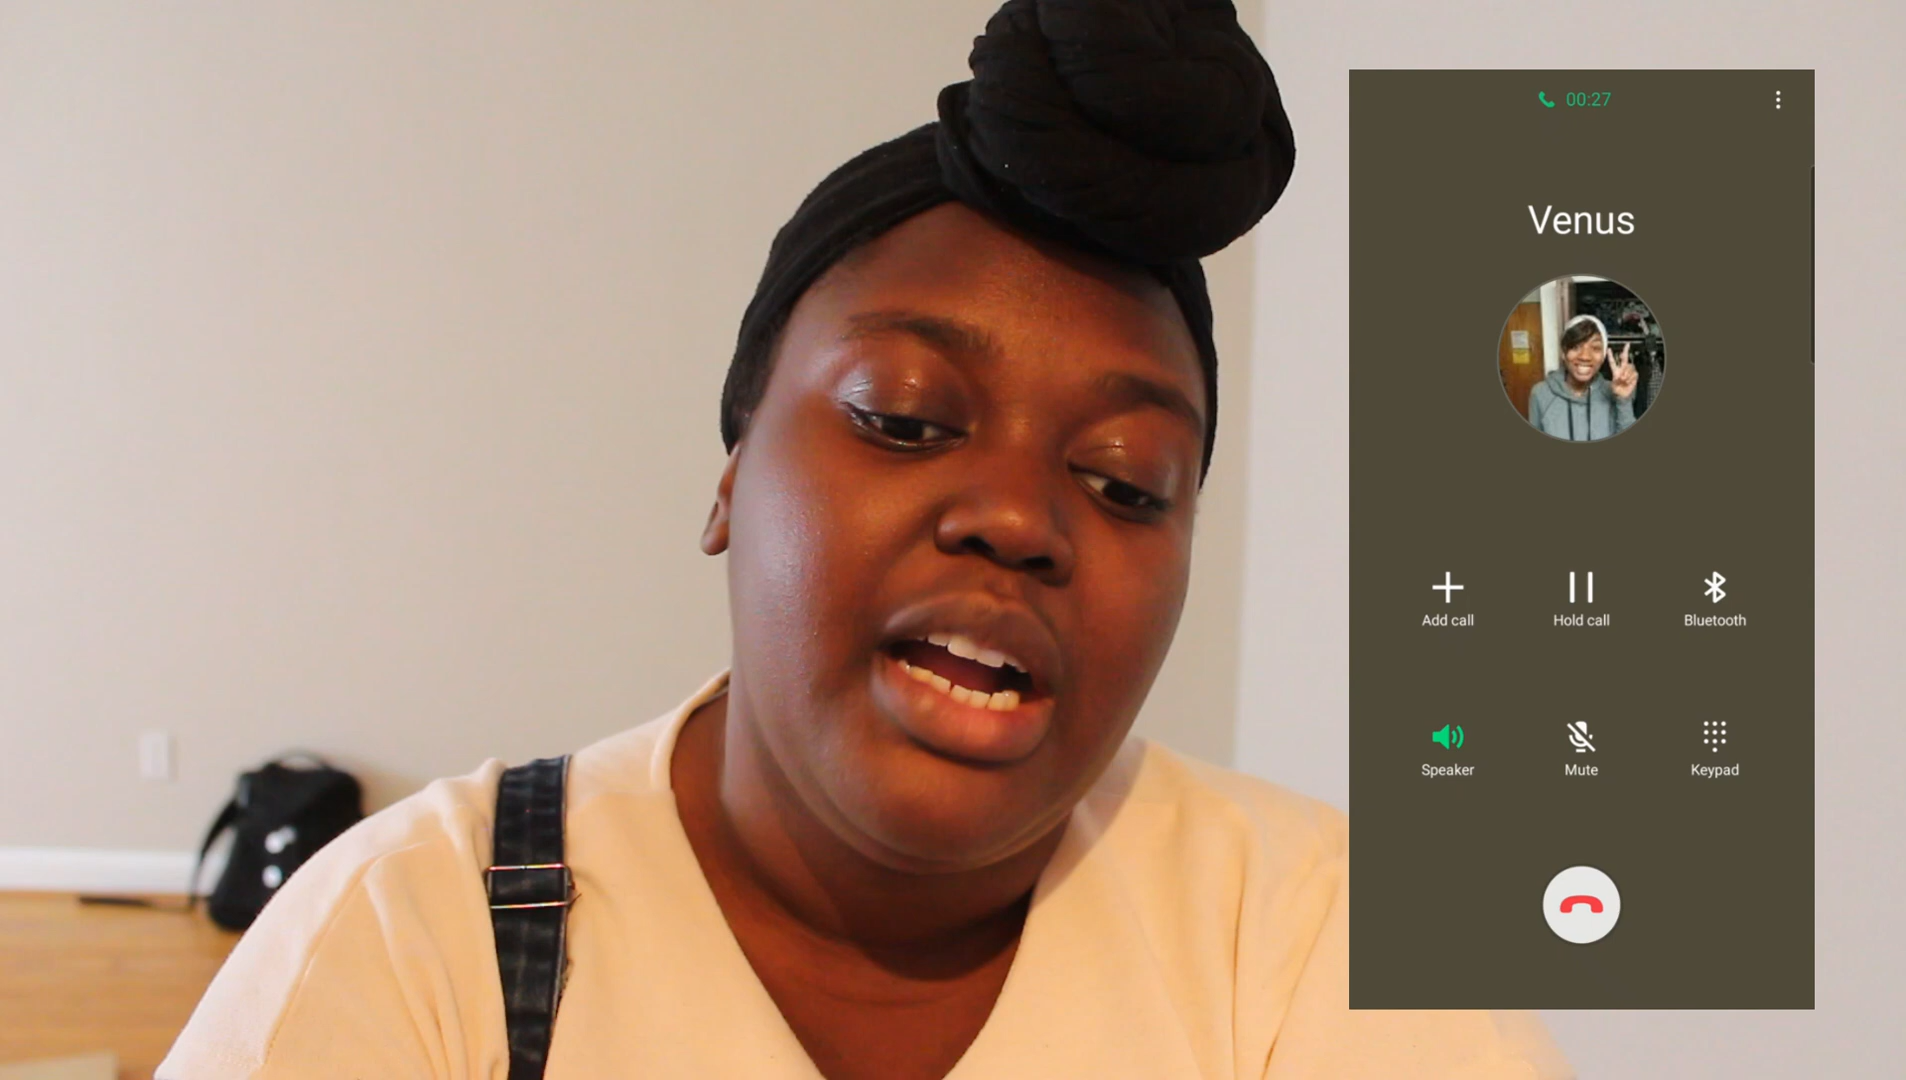 00:27
Venus
Add call
Hold call
Bluetooth
Speaker
Mute
Keypad